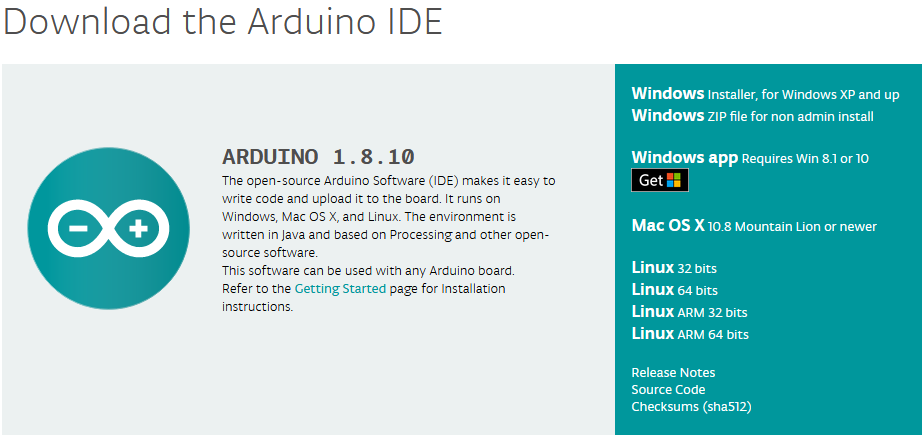 Download the Arduino IDE
ARDUINO 1.8.10
The open-source Arduino Software (IDE) makes it easy to
write code and upload it to the board. It runs on
Windows, Mac OS X, and Linux. The environment is
written in Java and based on Processing and other open-
source software.
This software can be used with any Arduino board.
Refer to the Getting Started page for Installation
instructions.
Windows Installer, for Windows XP and up
Windows ZIP file for non admin install
Windows app Requires Win 8.1 or 10
Get
Mac OS X 10.8 Mountain Lion or newer
Linux 32 bits
Linux 64 bits
Linux ARM 32 bits
Linux ARM 64 bits
Release Notes
Source Code
Checksums (sha512)